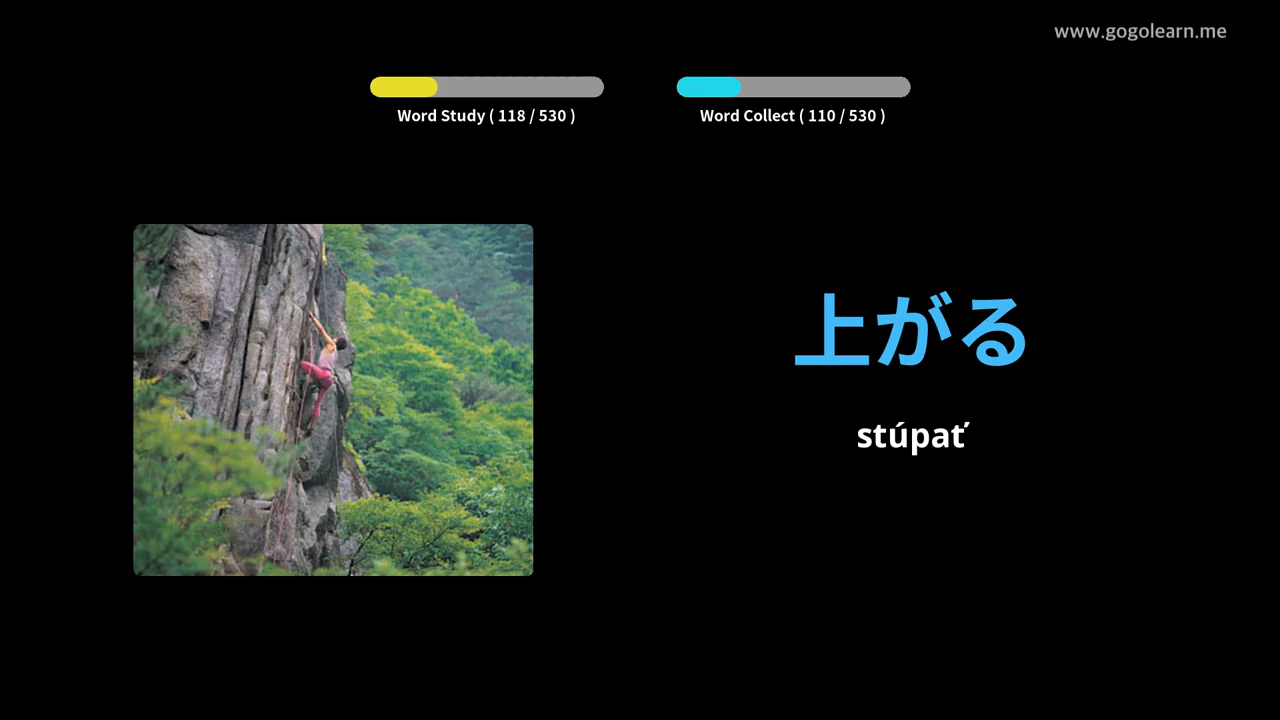 www.gogolearn.me
Word Study ( 118 / 530 )
Word Collect ( 110 / 530 )
上がる
stúpať